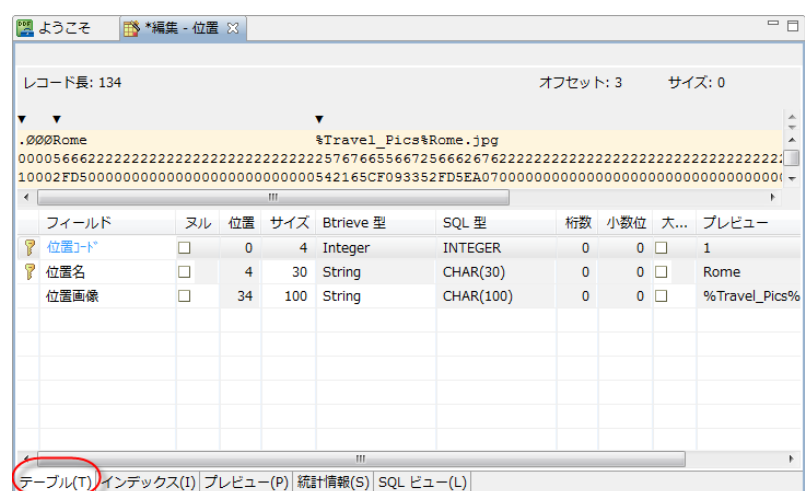 ようこそ *編集 - 位置
レコード長: 134 オフセット: 3 サイズ: 0
.ØØØRome %Travel_Pics%Rome.jpg
フィールド ヌル 位置 サイズ Btrieve 型 SQL 型 桁数 小数位 大... プレビュー
位置ｺｰﾄﾞ 0 4 Integer INTEGER 0 0 1
位置名 4 30 String CHAR(30) 0 0 Rome
位置画像 34 100 String CHAR(100) 0 0 %Travel_Pics%
テーブル(T) インデックス(I) プレビュー(P) 統計情報(S) SQL ビュー(L)